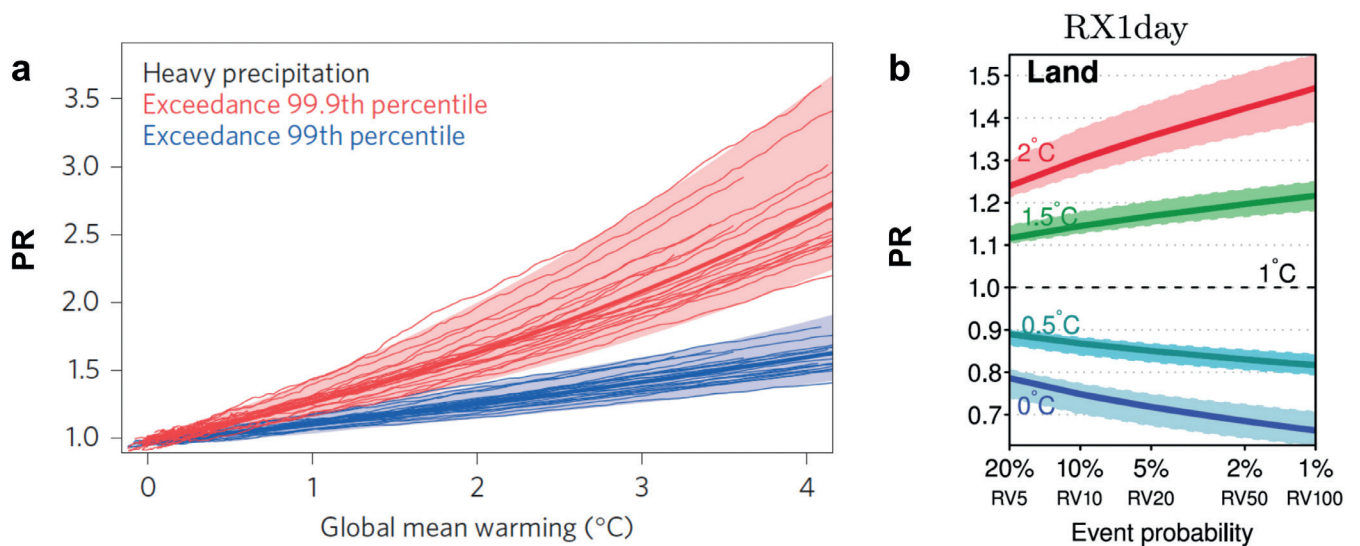 a
Heavy precipitation
Exceedance 99.9th percentile
Exceedance 99th percentile
PR
3.5
3.0
2.5
2.0
1.5
1.0
0 1 2 3 4
Global mean warming (°C)
RX1day
b
Land
PR
1.5
1.4
1.3
1.2
1.1
1.0
0.9
0.8
0.7
2°C
1.5°C
1°C
0.5°C
0°C
20% 10% 5% 2% 1%
RV5 RV10 RV20 RV50 RV100
Event probability